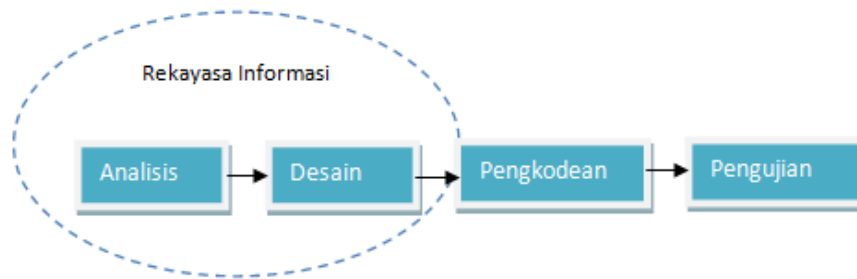 Rekayasa Informasi
Analisis
Desain
Pengkodean
Pengujian